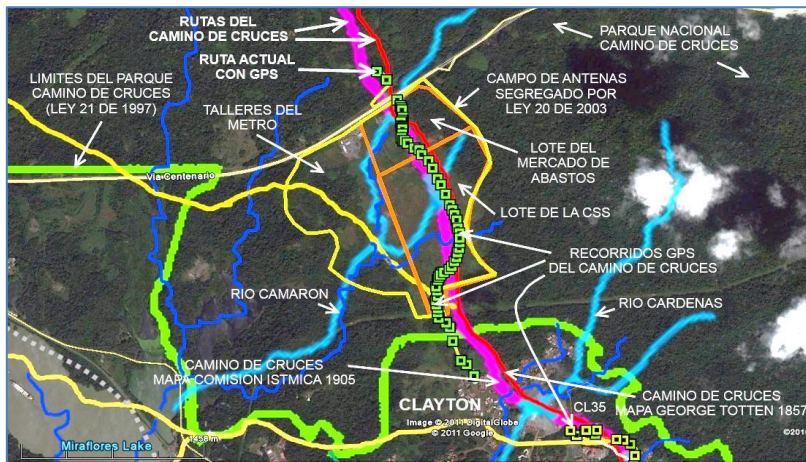 RUTAS DEL
CAMINO DE CRUCES
PARQUE NACIONAL
CAMINO DE CRUCES
RUTA ACTUAL
CON GPS
LIMITES DEL PARQUE
CAMINO DE CRUCES
(LEY 21 DE 1997)
CAMPO DE ANTENAS
SEGREGADO POR
LEY 20 DE 2003
TALLERES DEL
METRO
LOTE DEL
MERCADO DE
ABASTOS
Via Centenario
LOTE DE LA CSS
RECORRIDOS GPS
DEL CAMINO DE CRUCES
RIO CAMARON
RIO CARDENAS
CAMINO DE CRUCES
MAPA COMISION ISTMICA 1905
CAMINO DE CRUCES
MAPA GEORGE TOTTEN 1857
CLAYTON
CL35
Image © 2011 DigitalGlobe
© 2011 Google
©2010
1458 m
Miraflores Lake